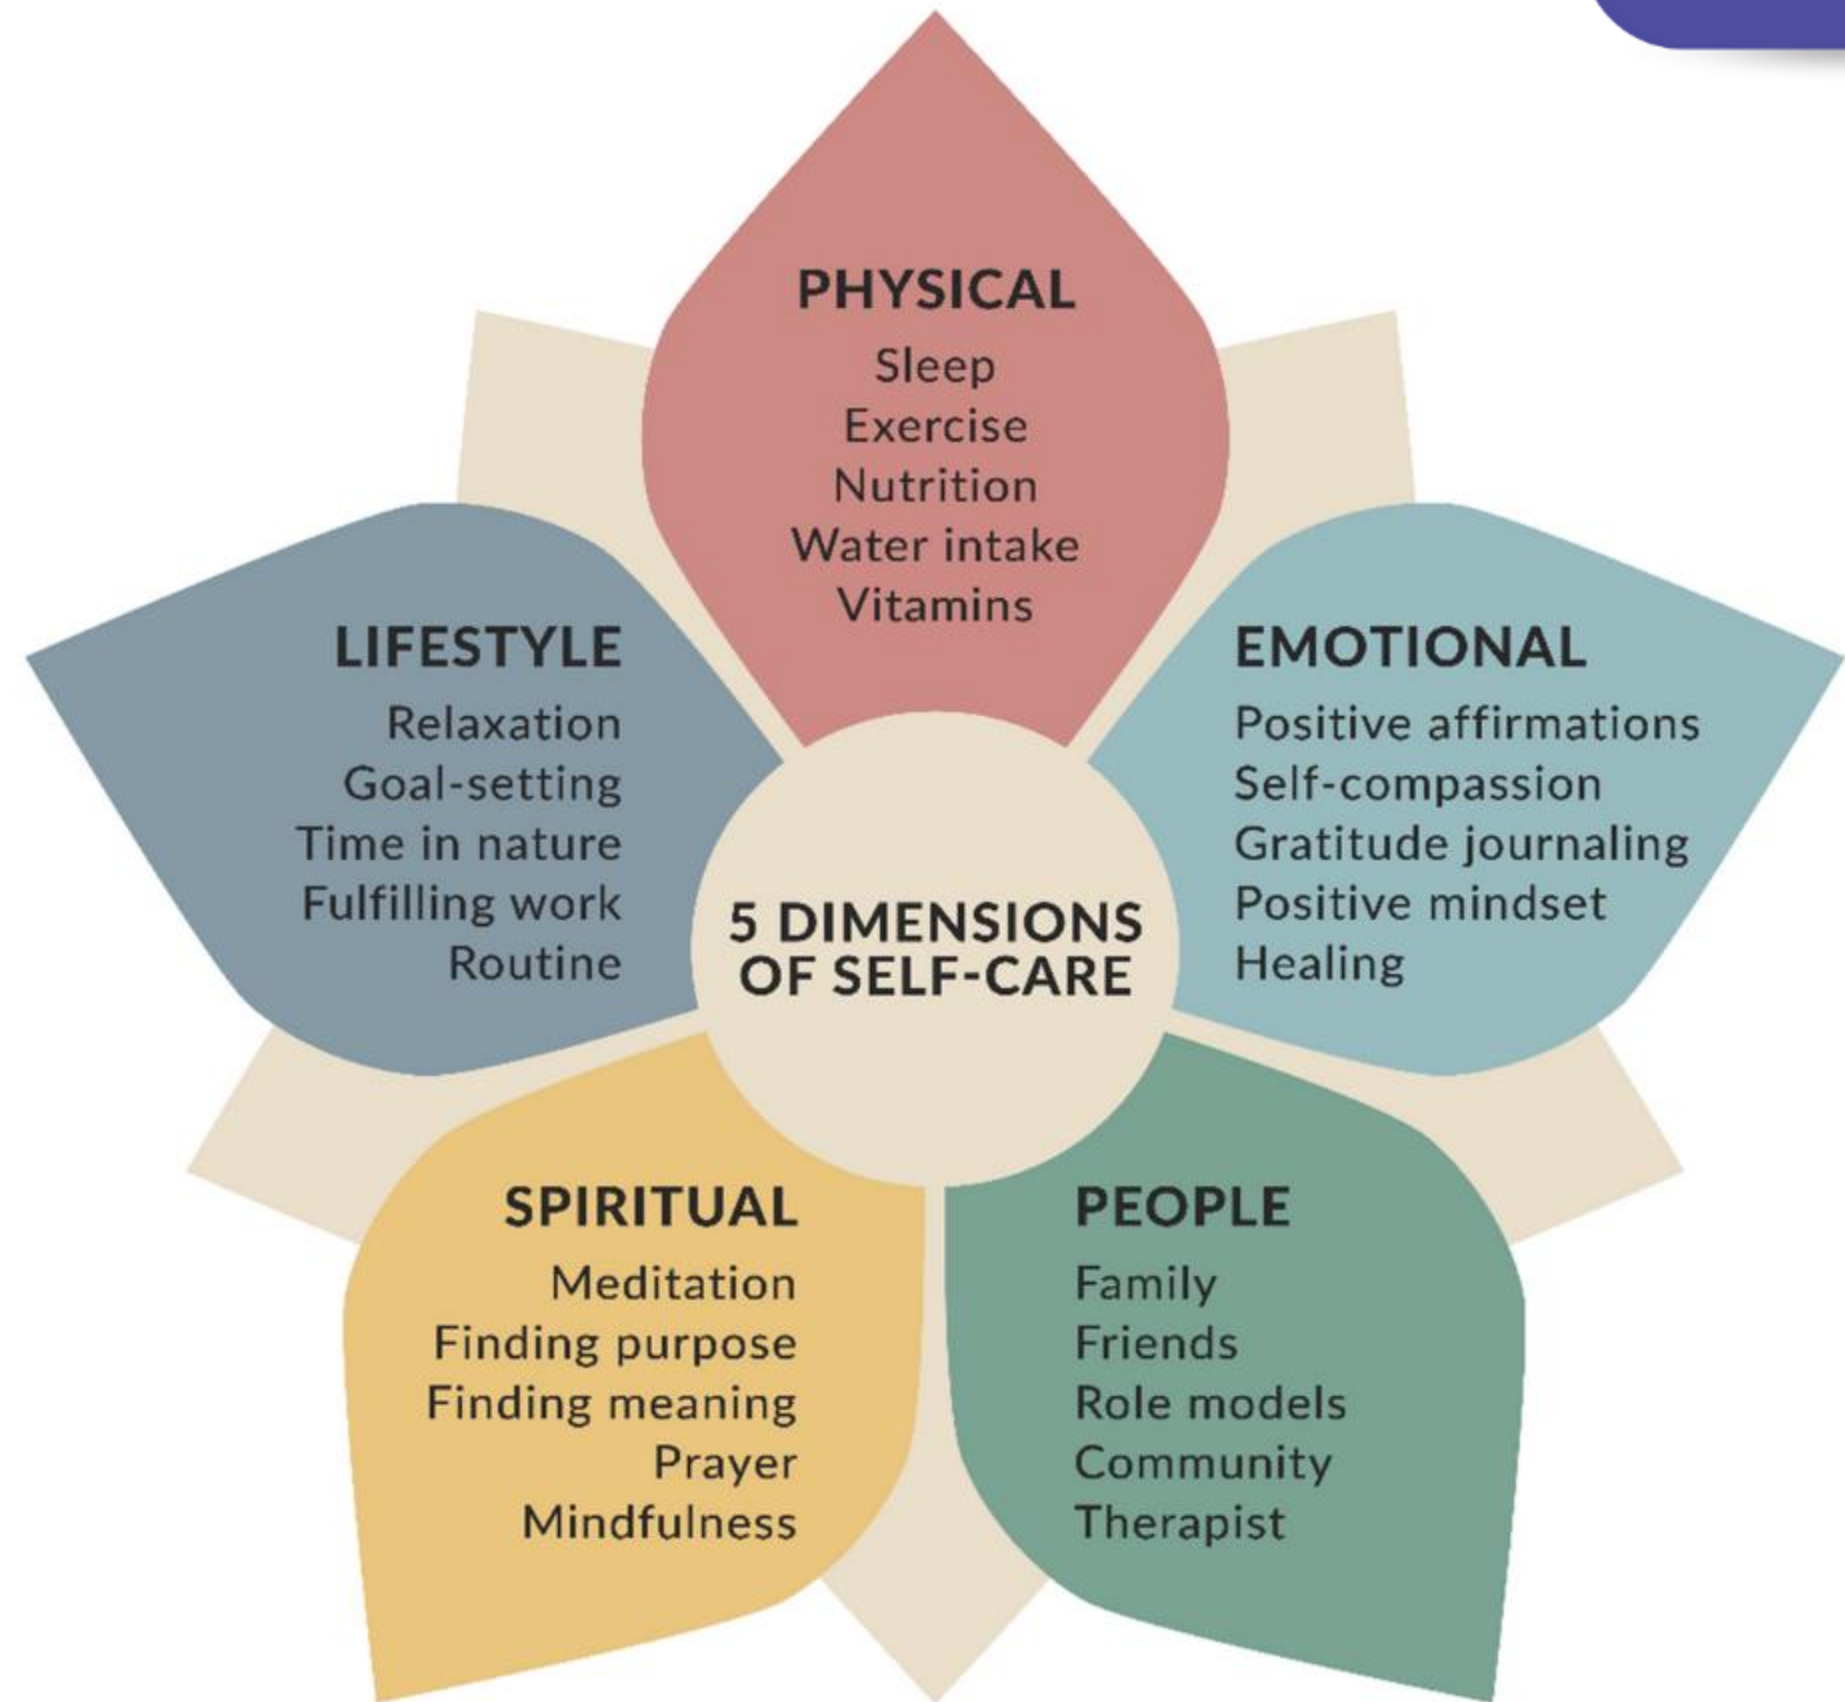 PHYSICAL
Sleep
Exercise
Nutrition
Water intake
Vitamins
LIFESTYLE
Relaxation
Goal-setting
Time in nature
Fulfilling work
Routine
EMOTIONAL
Positive affirmations
Self-compassion
Gratitude journaling
Positive mindset
Healing
5 DIMENSIONS
OF SELF-CARE
SPIRITUAL
Meditation
Finding purpose
Finding meaning
Prayer
Mindfulness
PEOPLE
Family
Friends
Role models
Community
Therapist